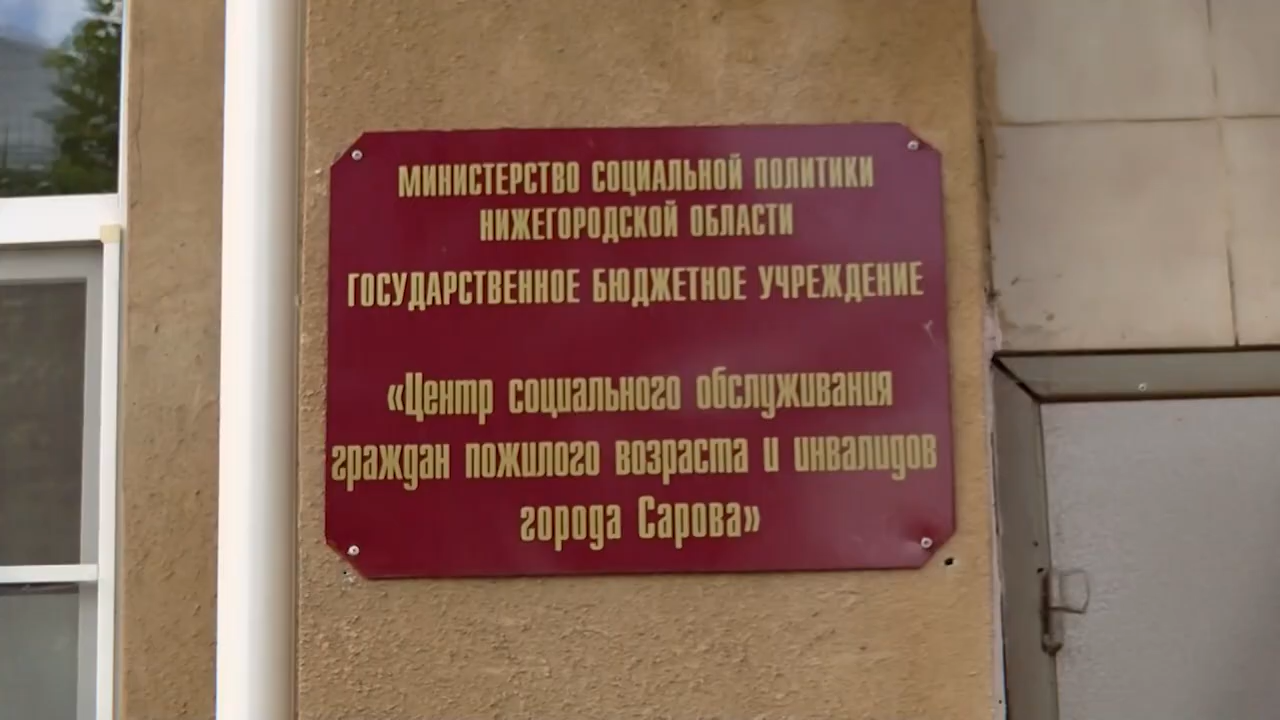 МИНИСТЕРСТВО СОЦИАЛЬНОЙ ПОЛИТИКИ
НИЖЕГОРОДСКОЙ ОБЛАСТИ
ГОСУДАРСТВЕННОЕ БЮДЖЕТНОЕ УЧРЕЖДЕНИЕ
«Центр социального обслуживания
граждан пожилого возраста и инвалидов
города Сарова»